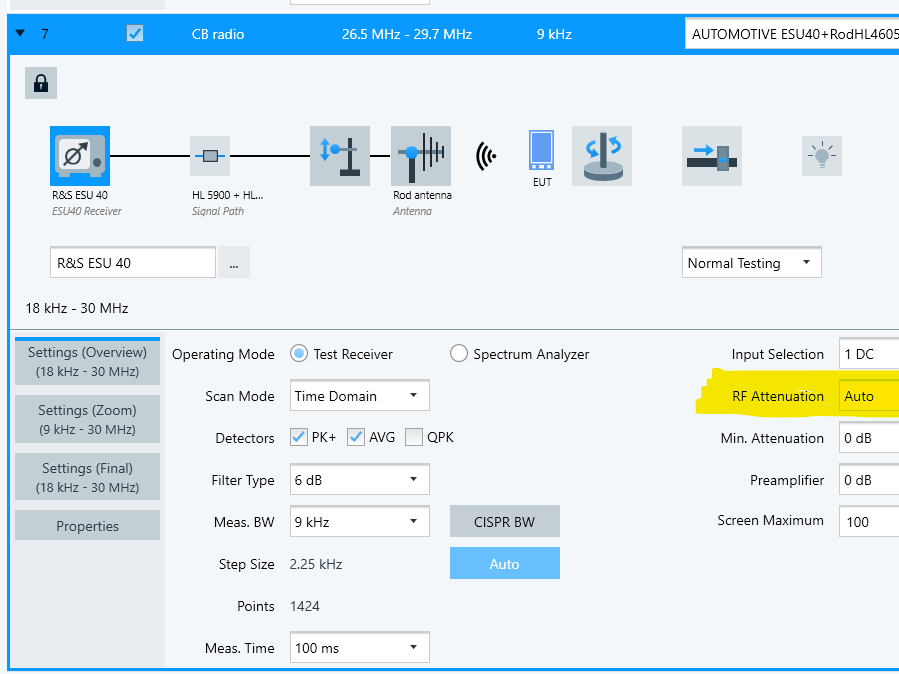 7 CB radio 26.5 MHz - 29.7 MHz 9 kHz AUTOMOTIVE ESU40+RodHL4605
R&S ESU 40
ESU40 Receiver
HL 5900 + HL...
Signal Path
Rod antenna
Antenna
EUT
R&S ESU 40 ... Normal Testing
18 kHz - 30 MHz
Settings (Overview)
(18 kHz - 30 MHz)
Settings (Zoom)
(9 kHz - 30 MHz)
Settings (Final)
(18 kHz - 30 MHz)
Properties
Operating Mode Test Receiver Spectrum Analyzer
Scan Mode Time Domain
Detectors PK+ AVG QPK
Filter Type 6 dB
Meas. BW 9 kHz CISPR BW
Step Size 2.25 kHz Auto
Points 1424
Meas. Time 100 ms
Input Selection 1 DC
RF Attenuation Auto
Min. Attenuation 0 dB
Preamplifier 0 dB
Screen Maximum 100